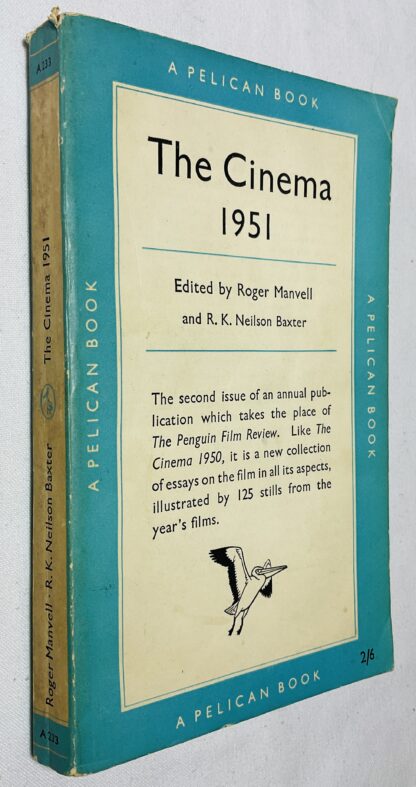 A 233
The Cinema 1951
Roger Manvell · R. K. Neilson Baxter
A 233
A PELICAN BOOK
A PELICAN BOOK
The Cinema
1951
Edited by Roger Manvell
and R. K. Neilson Baxter
The second issue of an annual pub-
lication which takes the place of
The Penguin Film Review. Like The
Cinema 1950, it is a new collection
of essays on the film in all its aspects,
illustrated by 125 stills from the
year's films.
A PELICAN BOOK
2/6
A PELICAN BOOK